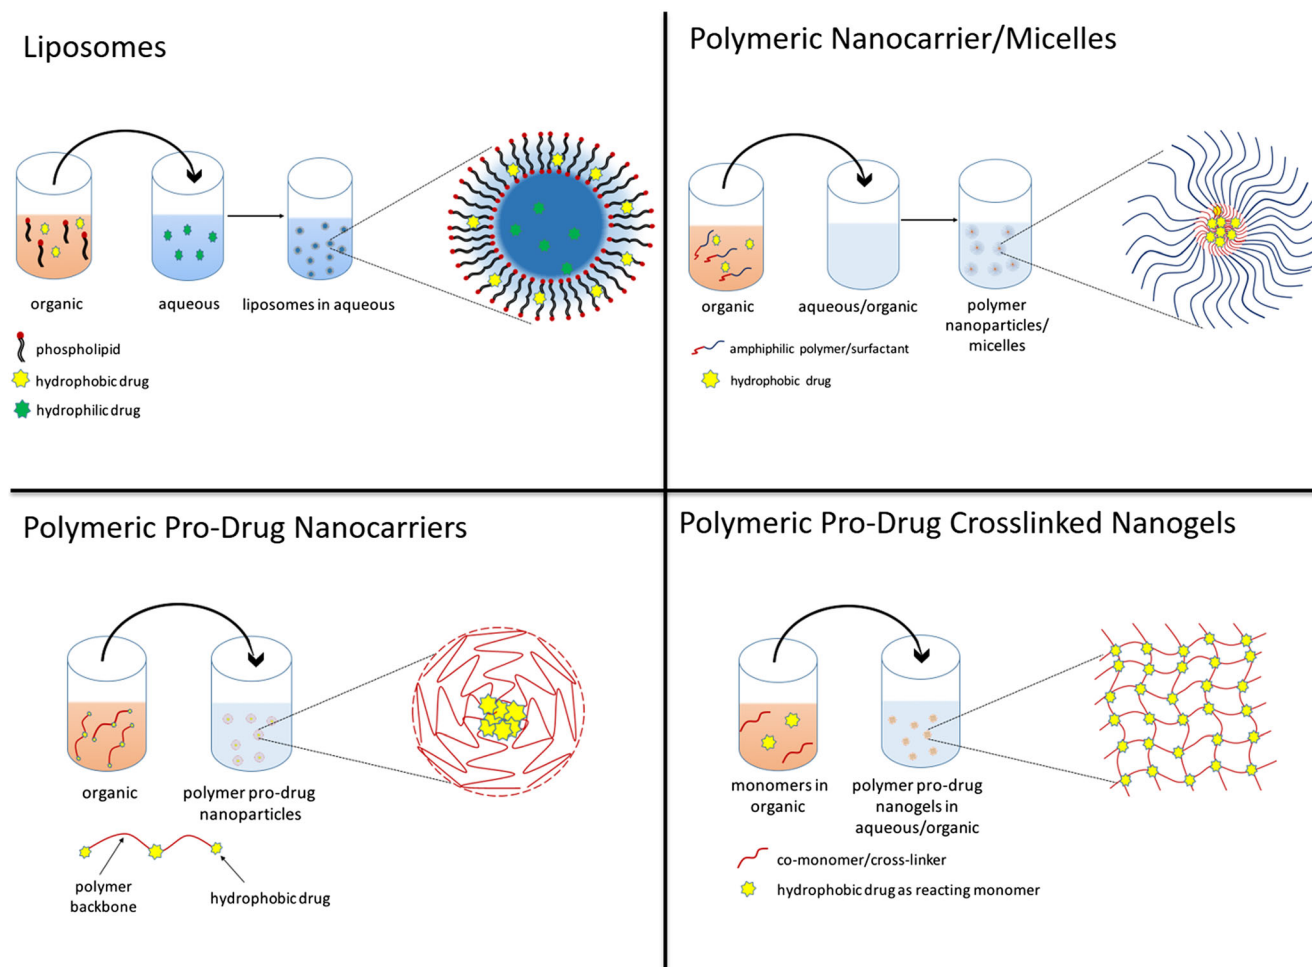 Liposomes
organic
aqueous
liposomes in aqueous
phospholipid
hydrophobic drug
hydrophilic drug
Polymeric Nanocarrier/Micelles
organic
aqueous/organic
polymer
nanoparticles/
micelles
amphiphilic polymer/surfactant
hydrophobic drug
Polymeric Pro-Drug Nanocarriers
organic
polymer pro-drug
nanoparticles
polymer
backbone
hydrophobic drug
Polymeric Pro-Drug Crosslinked Nanogels
monomers in
organic
polymer pro-drug
nanogels in
aqueous/organic
co-monomer/cross-linker
hydrophobic drug as reacting monomer